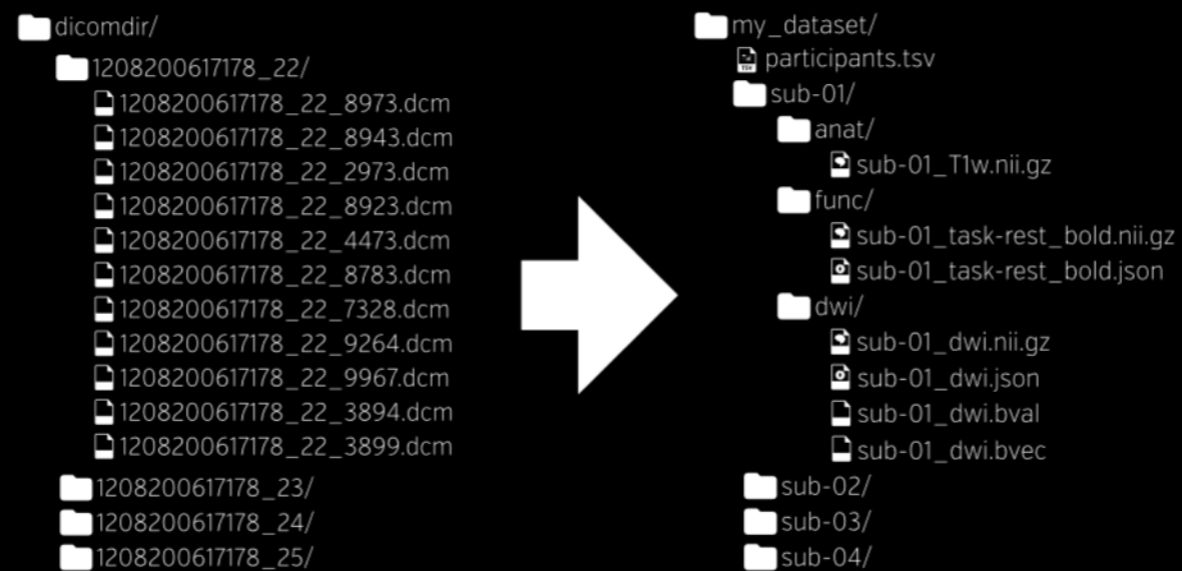 dicomdir/
1208200617178_22/
1208200617178_22_8973.dcm
1208200617178_22_8943.dcm
1208200617178_22_2973.dcm
1208200617178_22_8923.dcm
1208200617178_22_4473.dcm
1208200617178_22_8783.dcm
1208200617178_22_7328.dcm
1208200617178_22_9264.dcm
1208200617178_22_9967.dcm
1208200617178_22_3894.dcm
1208200617178_22_3899.dcm
1208200617178_23/
1208200617178_24/
1208200617178_25/
my_dataset/
participants.tsv
sub-01/
anat/
sub-01_T1w.nii.gz
func/
sub-01_task-rest_bold.nii.gz
sub-01_task-rest_bold.json
dwi/
sub-01_dwi.nii.gz
sub-01_dwi.json
sub-01_dwi.bval
sub-01_dwi.bvec
sub-02/
sub-03/
sub-04/